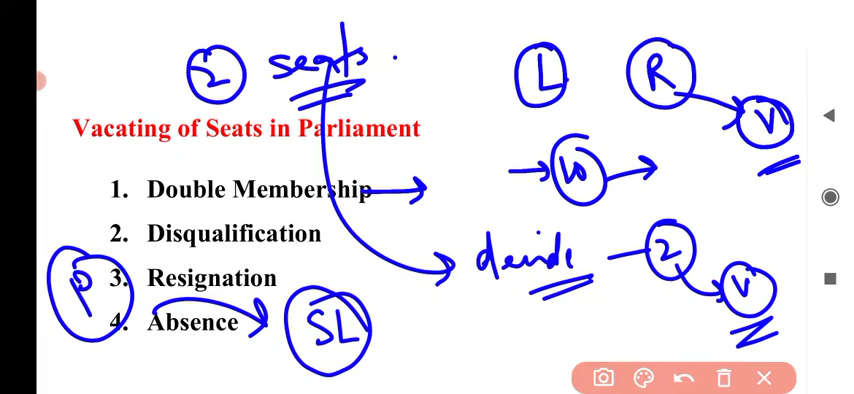 2 seats.
L R
V
Vacating of Seats in Parliament
10
1. Double Membership
2. Disqualification
decide 2
P
3. Resignation
V
4. Absence
SL